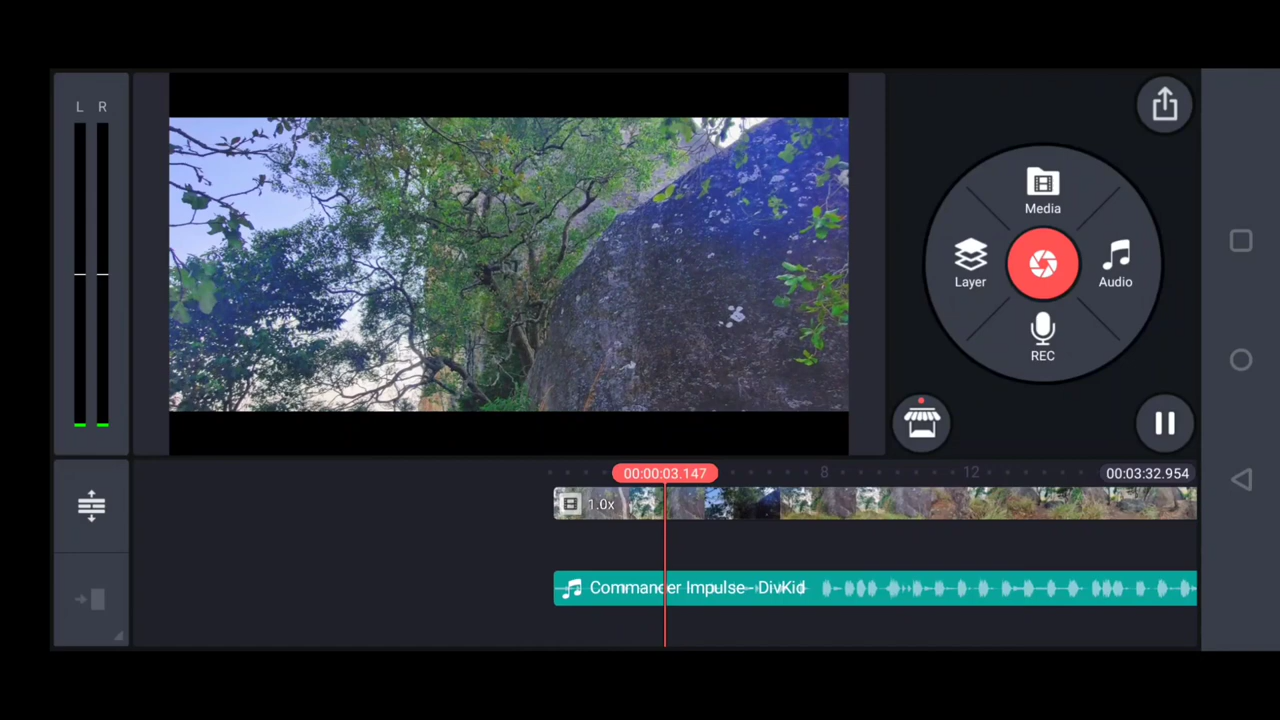 L R
Media
Layer
Audio
REC
00:00:03.147
8
12
00:03:32.954
1.0x
Commander Impulse - DivKid